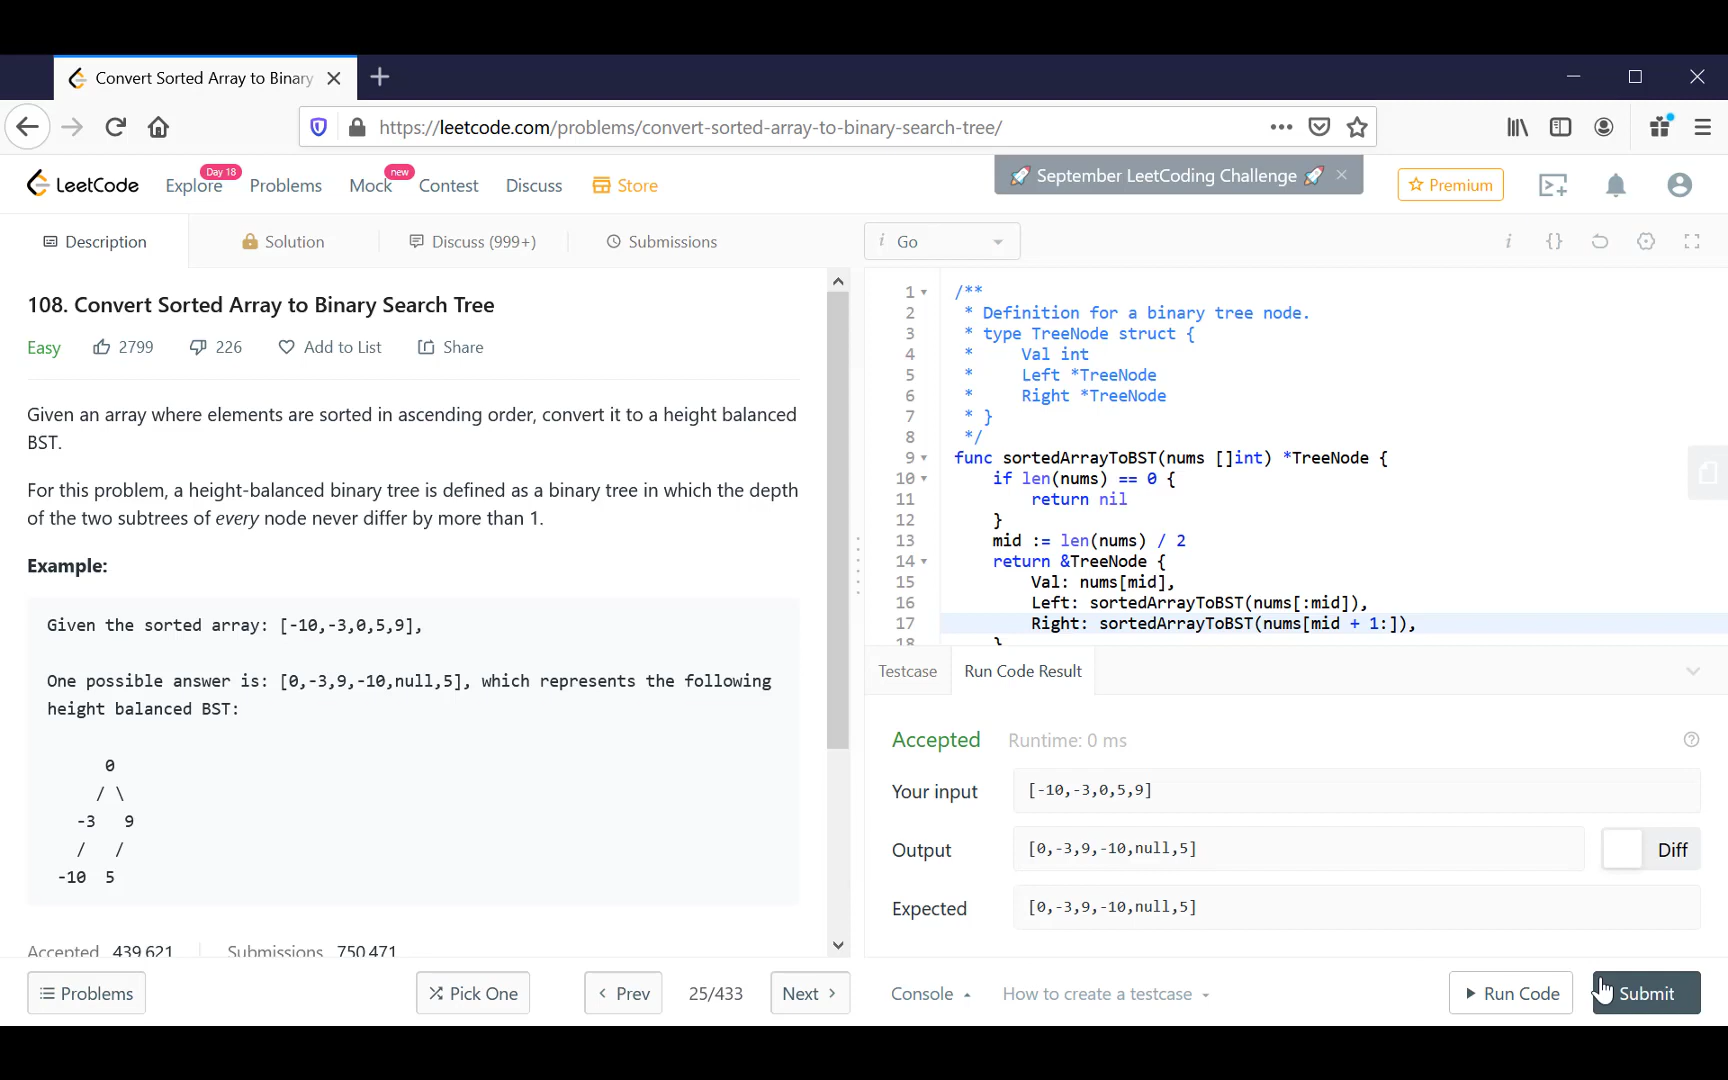 Convert Sorted Array to Binary
https://leetcode.com/problems/convert-sorted-array-to-binary-search-tree/
LeetCode
Explore
Day 18
Problems
Mock
new
Contest
Discuss
Store
🚀 September LeetCoding Challenge 🚀
Premium
Description
Solution
Discuss (999+)
Submissions
i Go
108. Convert Sorted Array to Binary Search Tree
Easy
2799
226
Add to List
Share
Given an array where elements are sorted in ascending order, convert it to a height balanced
BST.
For this problem, a height-balanced binary tree is defined as a binary tree in which the depth
of the two subtrees of every node never differ by more than 1.
Example:
Given the sorted array: [-10,-3,0,5,9],
One possible answer is: [0,-3,9,-10,null,5], which represents the following
height balanced BST:
0
/ \
-3 9
/ /
-10 5
Accepted 439,621
Submissions 750,471
Problems
Pick One
Prev
25/433
Next
1 /**
2 * Definition for a binary tree node.
3 * type TreeNode struct {
4 * Val int
5 * Left *TreeNode
6 * Right *TreeNode
7 * }
8 */
9 func sortedArrayToBST(nums []int) *TreeNode {
10 if len(nums) == 0 {
11 return nil
12 }
13 mid := len(nums) / 2
14 return &TreeNode {
15 Val: nums[mid],
16 Left: sortedArrayToBST(nums[:mid]),
17 Right: sortedArrayToBST(nums[mid + 1:]),
18 }
Testcase
Run Code Result
Accepted
Runtime: 0 ms
Your input
[-10,-3,0,5,9]
Output
[0,-3,9,-10,null,5]
Diff
Expected
[0,-3,9,-10,null,5]
Console
How to create a testcase
Run Code
Submit